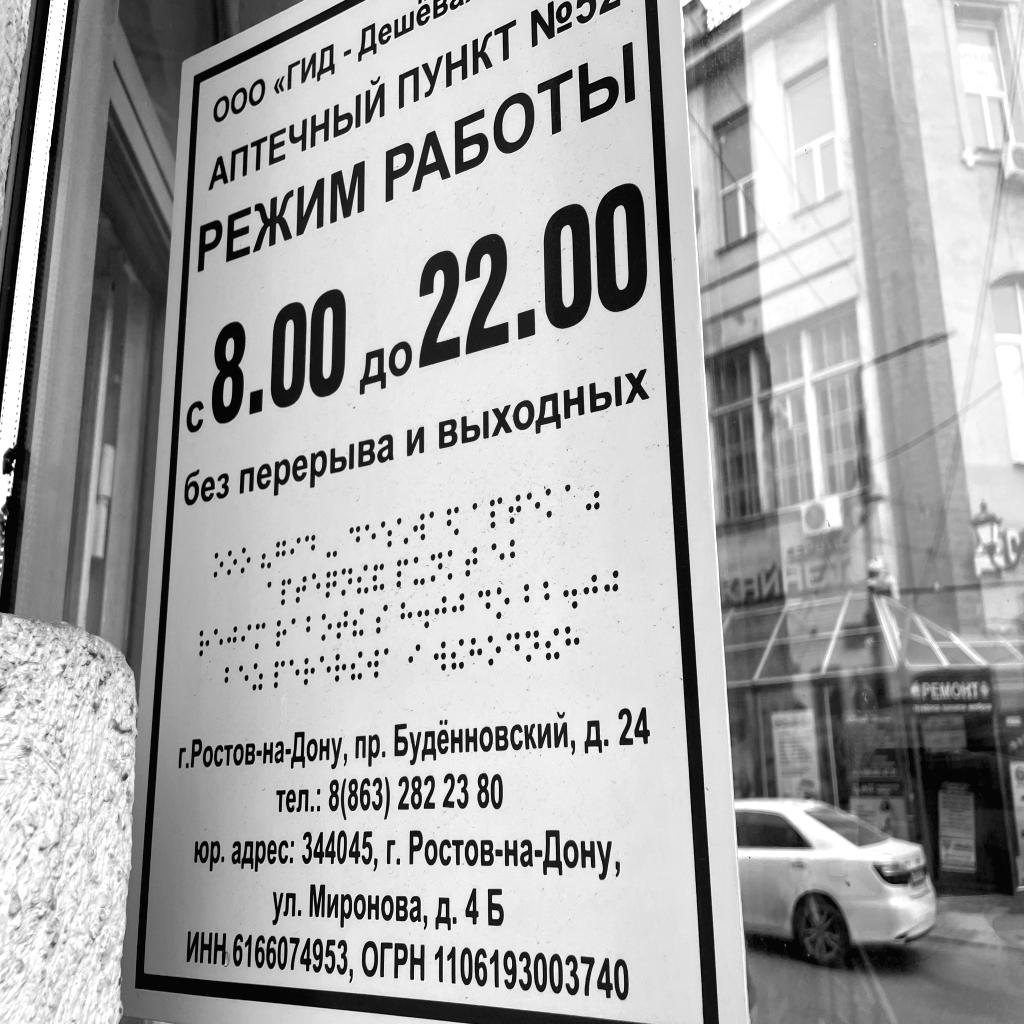 ООО «ГИД - Дешёвая
АПТЕЧНЫЙ ПУНКТ №52
РЕЖИМ РАБОТЫ
с 8.00 до 22.00
без перерыва и выходных
г.Ростов-на-Дону, пр. Будённовский, д. 24
тел.: 8(863) 282 23 80
юр. адрес: 344045, г. Ростов-на-Дону,
ул. Миронова, д. 4 Б
ИНН 6166074953, ОГРН 1106193003740
РЕМОНТ